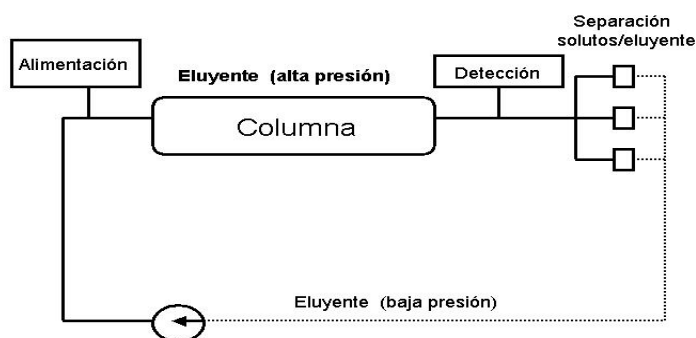 Separación
solutos/eluyente
Alimentación
Eluyente (alta presión)
Detección
Columna
Eluyente (baja presión)